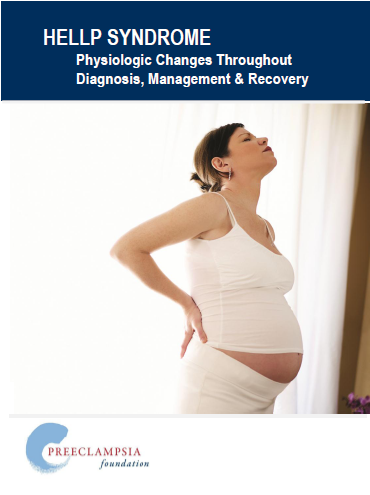 HELLP SYNDROME
Physiologic Changes Throughout
Diagnosis, Management & Recovery
PREECLAMPSIA
foundation